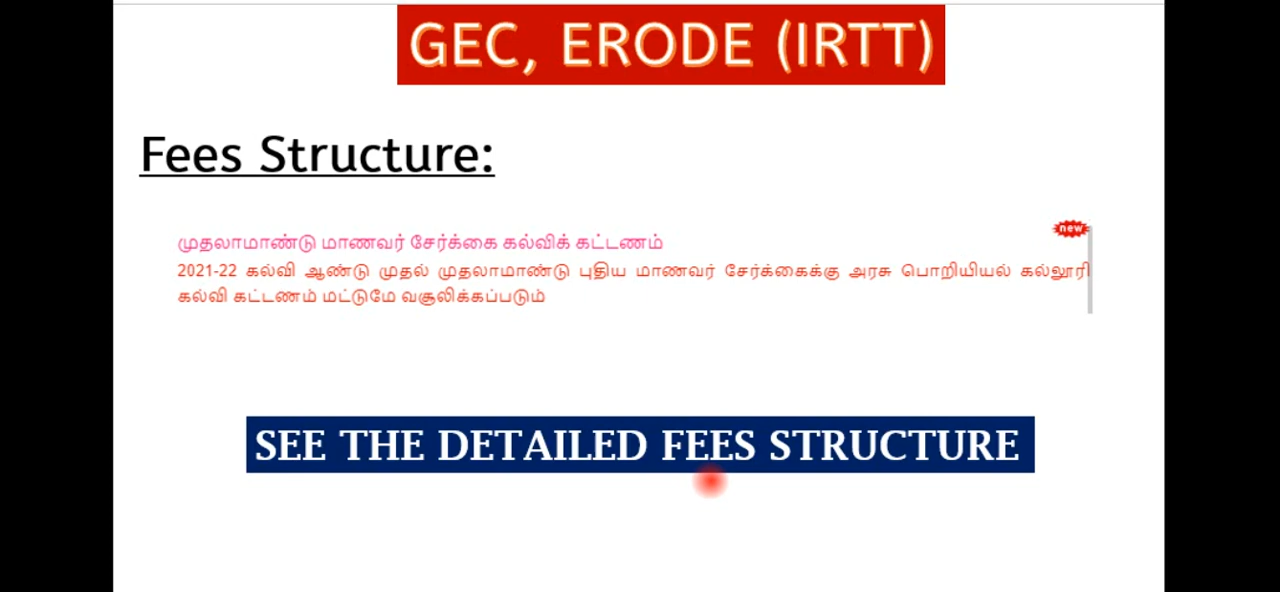 GEC, ERODE (IRTT)
Fees Structure:
new
முதலாமாண்டு மாணவர் சேர்க்கை கல்விக் கட்டணம்
2021-22 கல்வி ஆண்டு முதல் முதலாமாண்டு புதிய மாணவர் சேர்க்கைக்கு அரசு பொறியியல் கல்லூரி
கல்வி கட்டணம் மட்டுமே வசூலிக்கப்படும்
SEE THE DETAILED FEES STRUCTURE